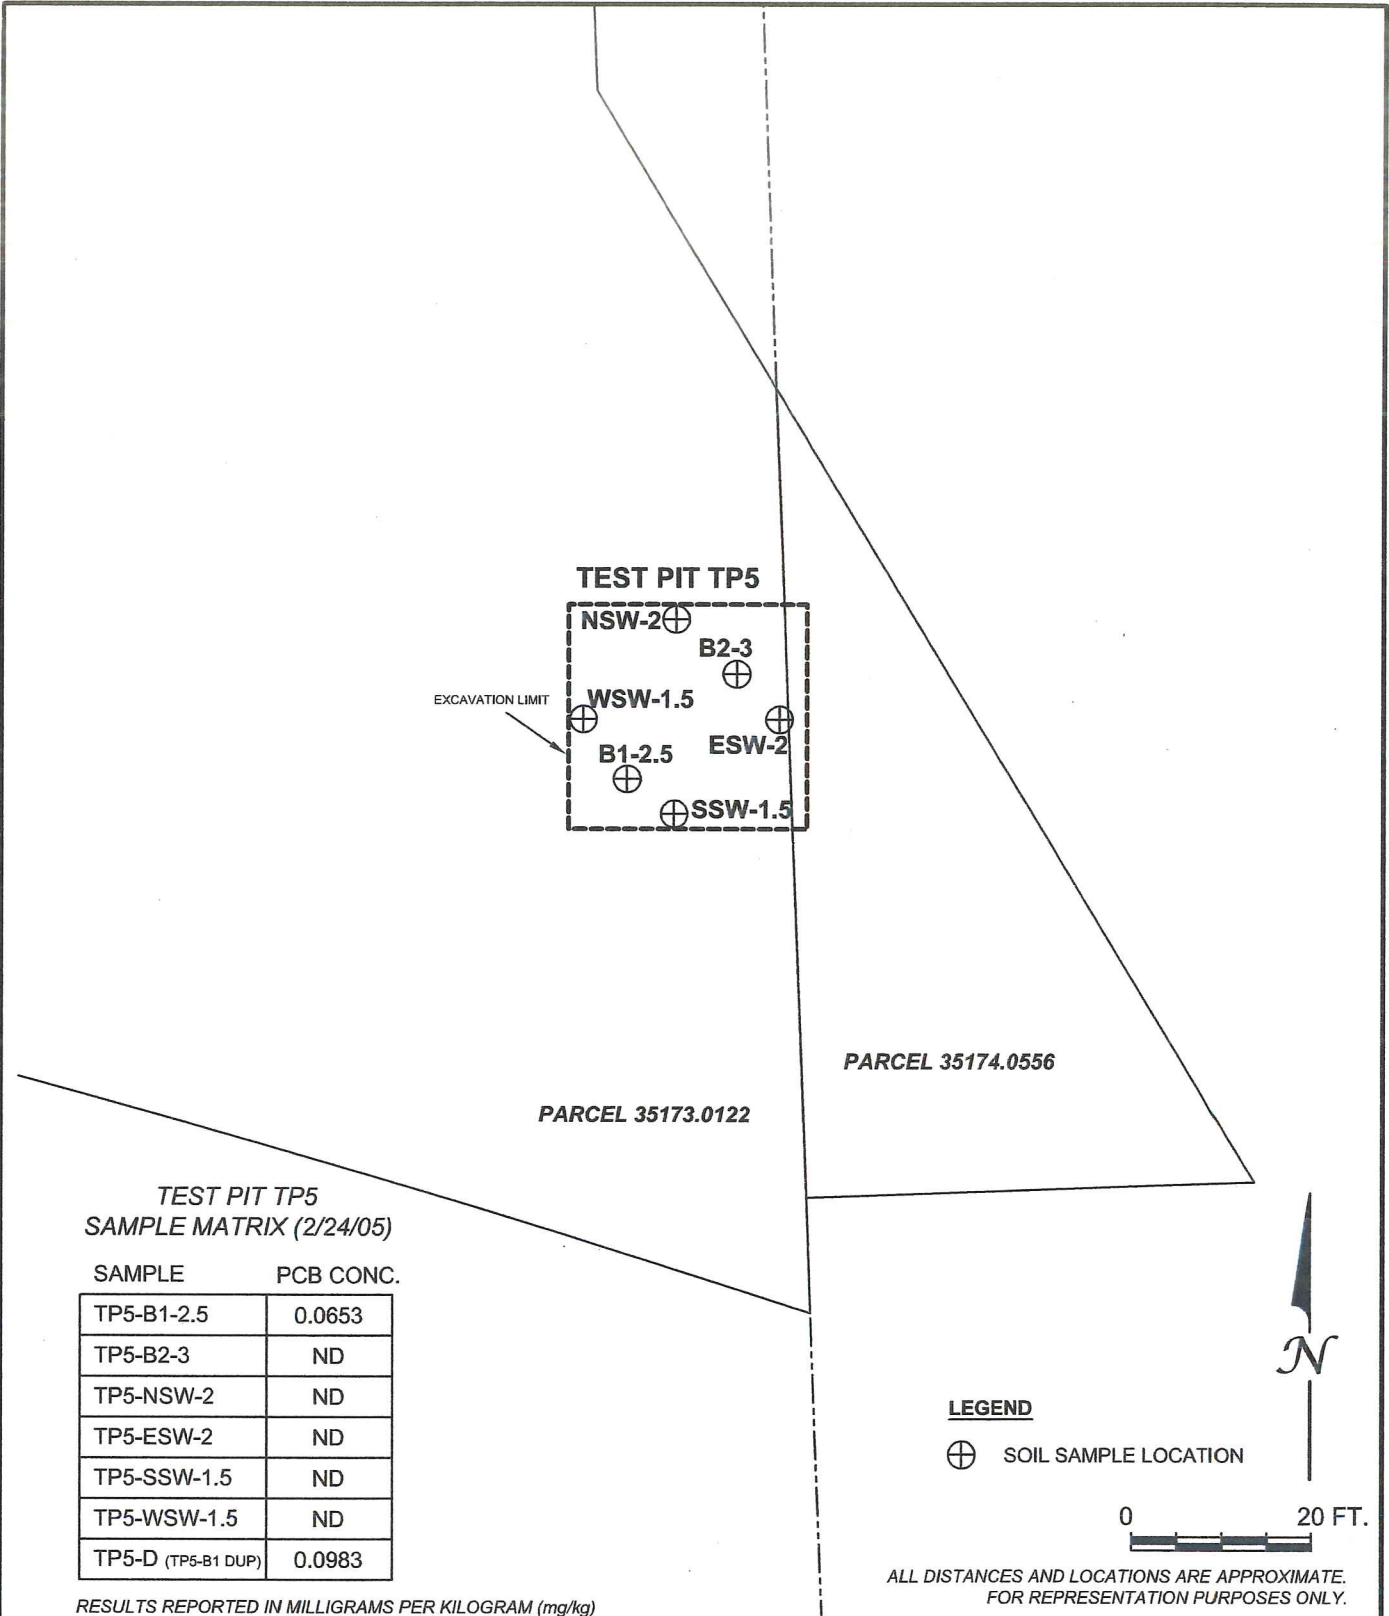 TEST PIT TP5
NSW-2
B2-3
EXCAVATION LIMIT
WSW-1.5
ESW-2
B1-2.5
SSW-1.5
PARCEL 35174.0556
PARCEL 35173.0122
TEST PIT TP5
SAMPLE MATRIX (2/24/05)
SAMPLE PCB CONC.
TP5-B1-2.5 0.0653
TP5-B2-3 ND
TP5-NSW-2 ND
TP5-ESW-2 ND
TP5-SSW-1.5 ND
TP5-WSW-1.5 ND
TP5-D (TP5-B1 DUP) 0.0983
RESULTS REPORTED IN MILLIGRAMS PER KILOGRAM (mg/kg)
N
LEGEND
SOIL SAMPLE LOCATION
0 20 FT.
ALL DISTANCES AND LOCATIONS ARE APPROXIMATE.
FOR REPRESENTATION PURPOSES ONLY.